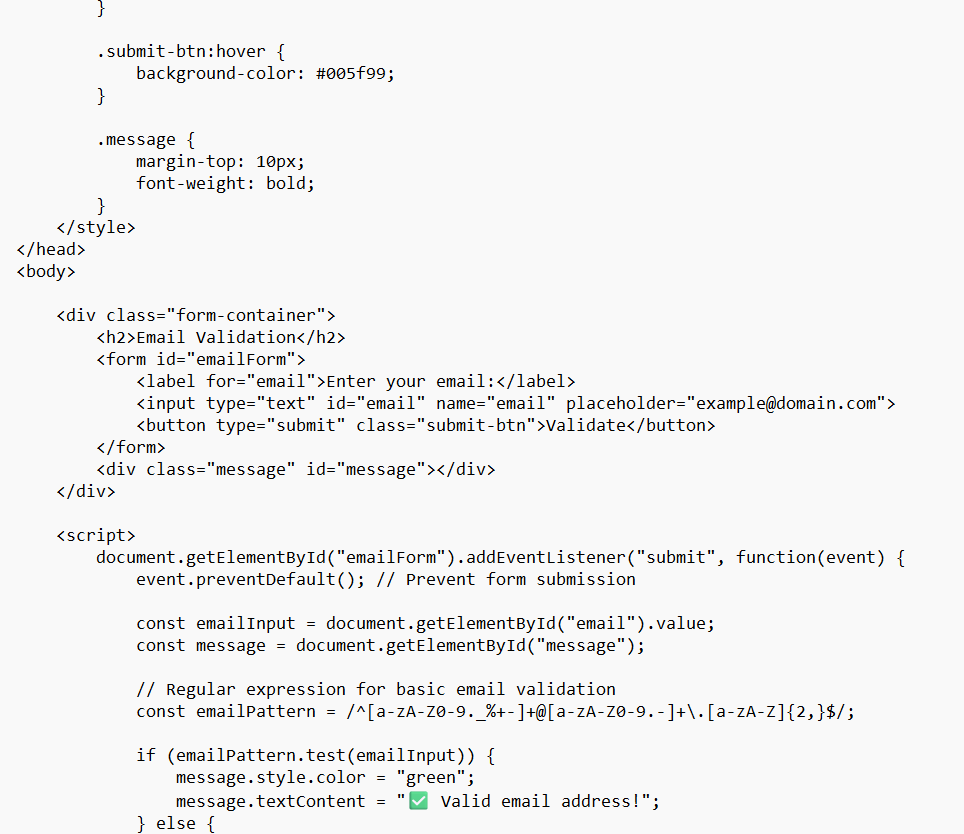 }

        .submit-btn:hover {
            background-color: #005f99;
        }

        .message {
            margin-top: 10px;
            font-weight: bold;
        }
    </style>
</head>
<body>

    <div class="form-container">
        <h2>Email Validation</h2>
        <form id="emailForm">
            <label for="email">Enter your email:</label>
            <input type="text" id="email" name="email" placeholder="example@domain.com">
            <button type="submit" class="submit-btn">Validate</button>
        </form>
        <div class="message" id="message"></div>
    </div>

    <script>
        document.getElementById("emailForm").addEventListener("submit", function(event) {
            event.preventDefault(); // Prevent form submission

            const emailInput = document.getElementById("email").value;
            const message = document.getElementById("message");

            // Regular expression for basic email validation
            const emailPattern = /^[a-zA-Z0-9._%+-]+@[a-zA-Z0-9.-]+\.[a-zA-Z]{2,}$/;

            if (emailPattern.test(emailInput)) {
                message.style.color = "green";
                message.textContent = "✅ Valid email address!";
            } else {